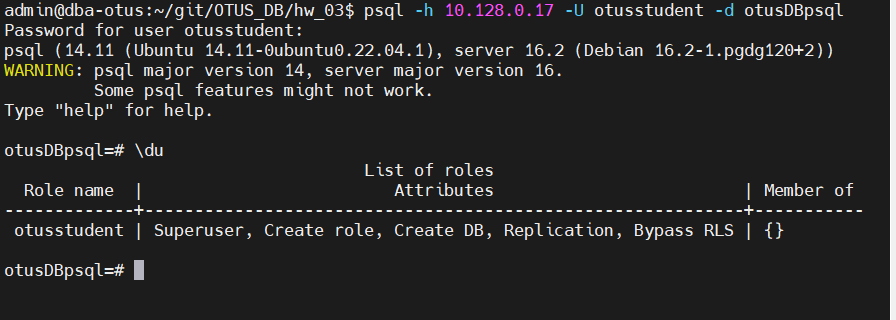 admin@dba-otus:~/git/OTUS_DB/hw_03$ psql -h 10.128.0.17 -U otusstudent -d otusDBpsql
Password for user otusstudent:
psql (14.11 (Ubuntu 14.11-0ubuntu0.22.04.1), server 16.2 (Debian 16.2-1.pgdg120+2))
WARNING: psql major version 14, server major version 16.
         Some psql features might not work.
Type "help" for help.

otusDBpsql=# \du
                                    List of roles
  Role name  |                         Attributes                         | Member of
-------------+------------------------------------------------------------+-----------
 otusstudent | Superuser, Create role, Create DB, Replication, Bypass RLS | {}

otusDBpsql=#